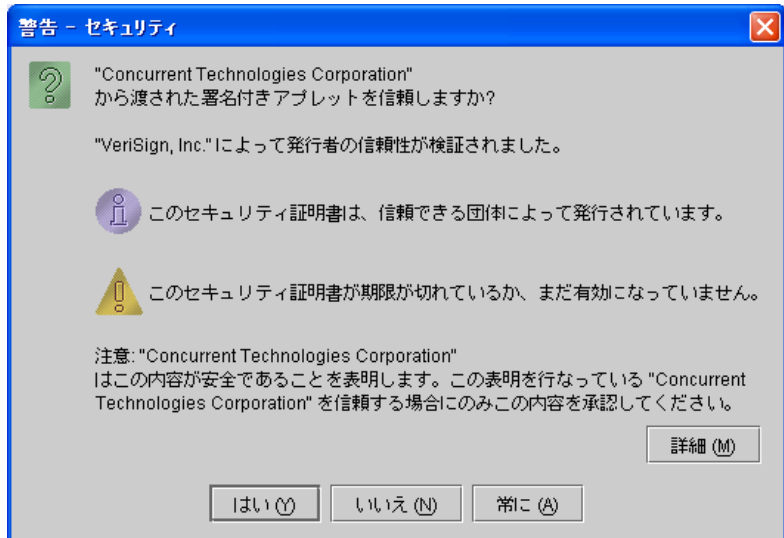 警告 - セキュリティ
"Concurrent Technologies Corporation"
から渡された署名付きアプレットを信頼しますか?
"VeriSign, Inc." によって発行者の信頼性が検証されました。
このセキュリティ証明書は、信頼できる団体によって発行されています。
このセキュリティ証明書が期限が切れているか、まだ有効になっていません。
注意: "Concurrent Technologies Corporation"
はこの内容が安全であることを表明します。この表明を行なっている "Concurrent
Technologies Corporation" を信頼する場合にのみこの内容を承認してください。
詳細 (M)
はい (Y) いいえ (N) 常に (A)